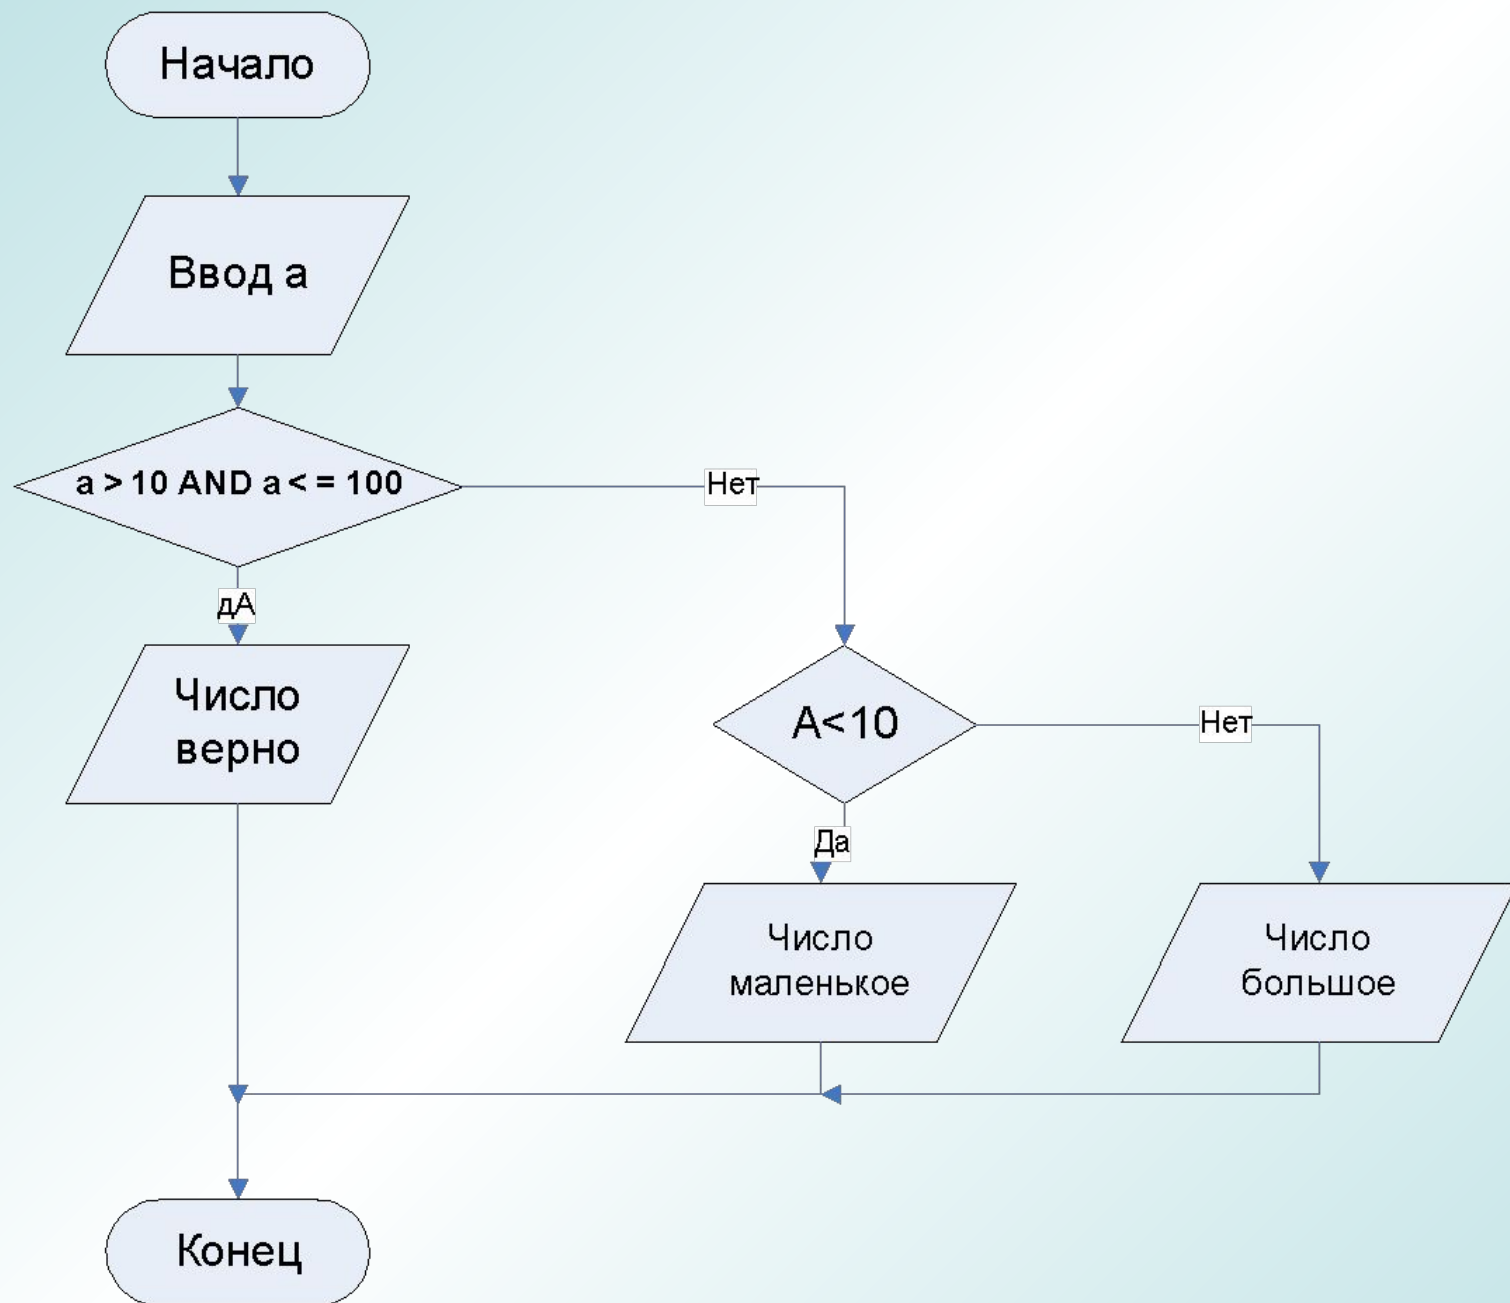 Начало
Ввод а
a > 10 AND a < = 100
Нет
дА
Число
верно
А<10
Нет
Да
Число
маленькое
Число
большое
Конец